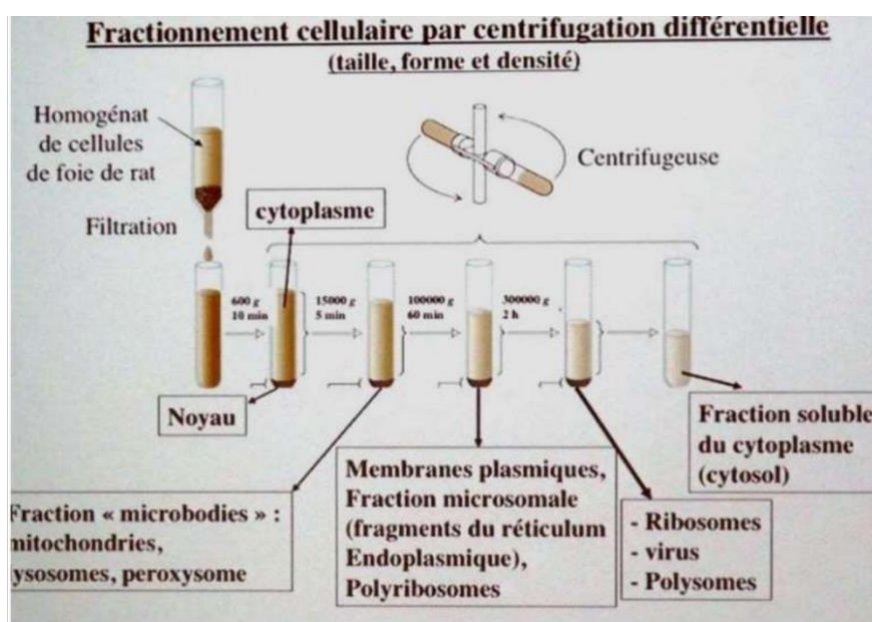 Fractionnement cellulaire par centrifugation différentielle
(taille, forme et densité)
Homogénat
de cellules
de foie de rat
Filtration
cytoplasme
Centrifugeuse
600 g
10 min
15000 g
5 min
100000 g
60 min
300000 g
2 h
Noyau
Fraction « microbodies » :
mitochondries,
lysosomes, peroxysome
Membranes plasmiques,
Fraction microsomale
(fragments du réticulum
Endoplasmique),
Polyribosomes
- Ribosomes
- virus
- Polysomes
Fraction soluble
du cytoplasme
(cytosol)